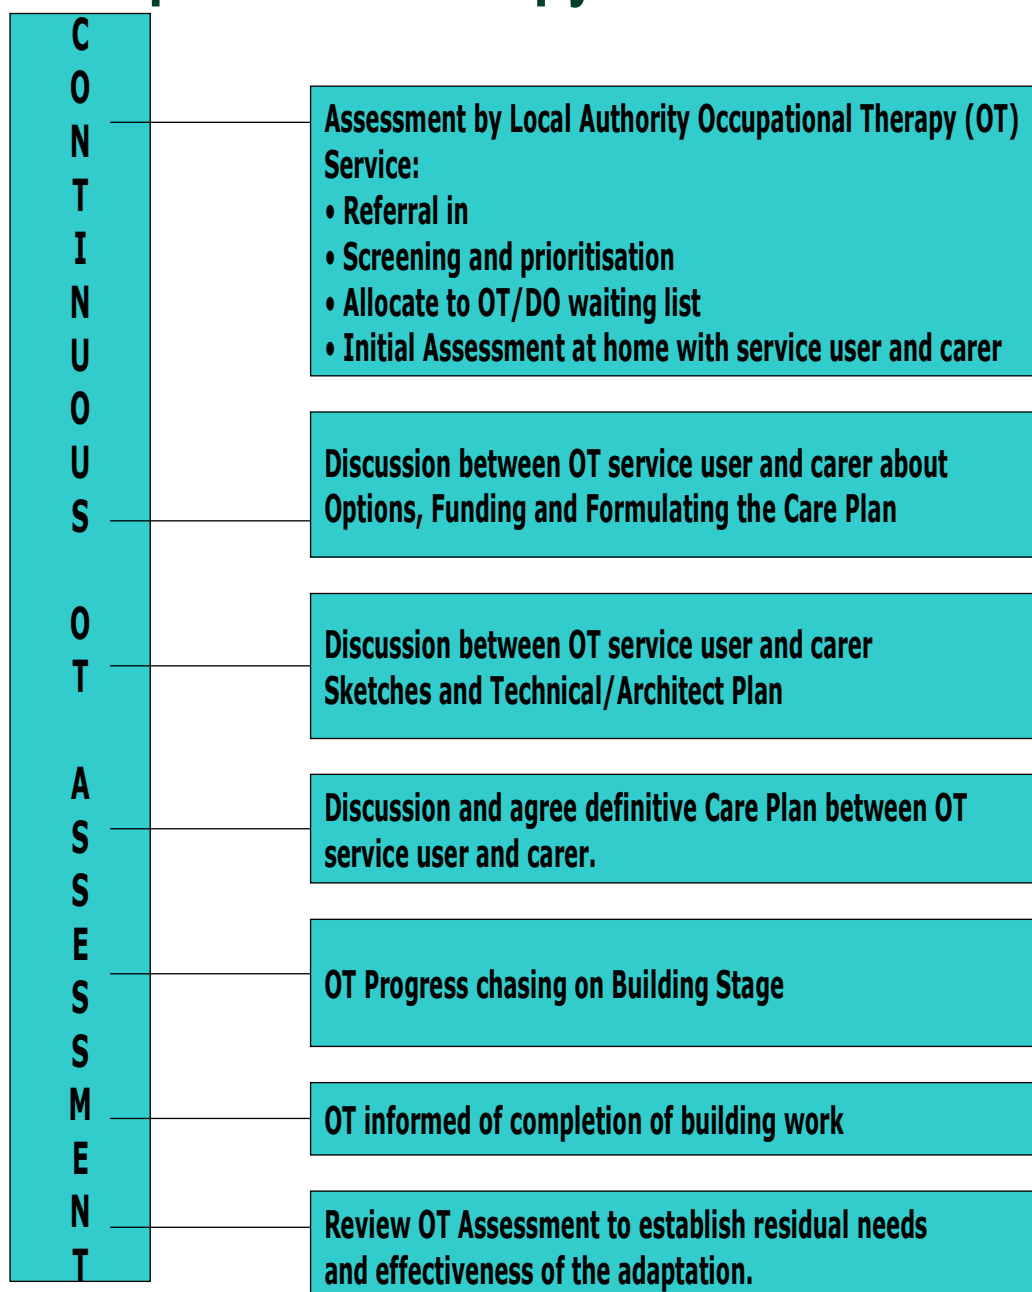 CONTINUOUS OT ASSESSMENT
Assessment by Local Authority Occupational Therapy (OT)
Service:
• Referral in
• Screening and prioritisation
• Allocate to OT/DO waiting list
• Initial Assessment at home with service user and carer
Discussion between OT service user and carer about
Options, Funding and Formulating the Care Plan
Discussion between OT service user and carer
Sketches and Technical/Architect Plan
Discussion and agree definitive Care Plan between OT
service user and carer.
OT Progress chasing on Building Stage
OT informed of completion of building work
Review OT Assessment to establish residual needs
and effectiveness of the adaptation.